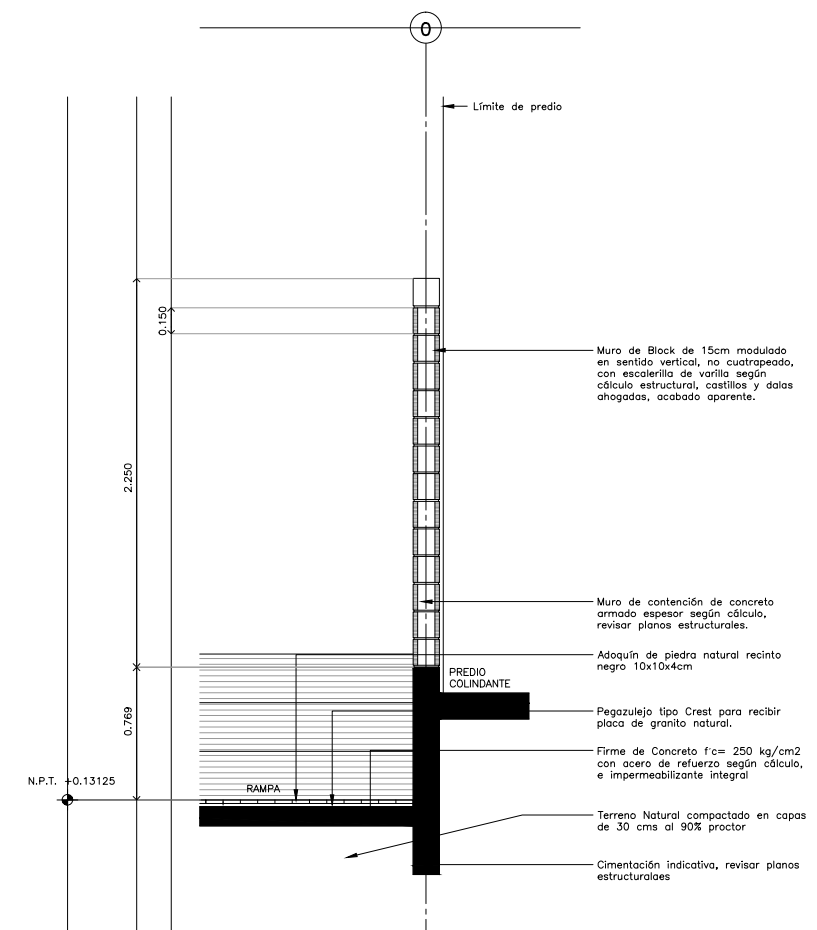 0
Límite de predio
0.150
Muro de Block de 15cm modulado
en sentido vertical, no cuatrapeado,
con escalerilla de varilla según
cálculo estructural, castillos y dalas
ahogadas, acabado aparente.
2.250
Muro de contención de concreto
armado espesor según cálculo,
revisar planos estructurales.
Adoquín de piedra natural recinto
negro 10x10x4cm
PREDIO
COLINDANTE
0.769
Pegazulejo tipo Crest para recibir
placa de granito natural.
Firme de Concreto f'c= 250 kg/cm2
con acero de refuerzo según cálculo,
e impermeabilizante integral
N.P.T. +0.13125
RAMPA
Terreno Natural compactado en capas
de 30 cms al 90% proctor
Cimentación indicativa, revisar planos
estructuralaes